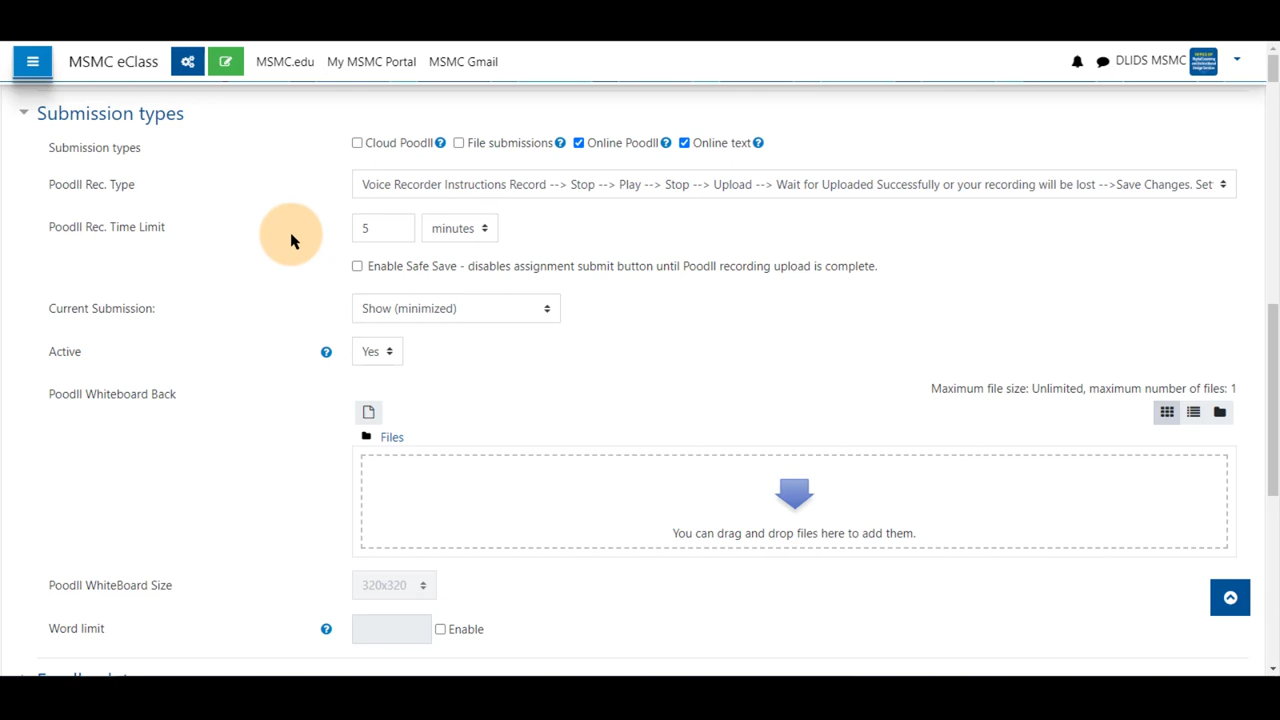 MSMC eClass MSMC.edu My MSMC Portal MSMC Gmail DLIDS MSMC
Submission types
Submission types Cloud Poodll File submissions Online Poodll Online text
Poodll Rec. Type Voice Recorder Instructions Record --> Stop --> Play --> Stop --> Upload --> Wait for Uploaded Successfully or your recording will be lost -->Save Changes. Set
Poodll Rec. Time Limit 5 minutes
Enable Safe Save - disables assignment submit button until Poodll recording upload is complete.
Current Submission: Show (minimized)
Active Yes
Poodll Whiteboard Back Maximum file size: Unlimited, maximum number of files: 1
Files
You can drag and drop files here to add them.
Poodll WhiteBoard Size 320x320
Word limit Enable